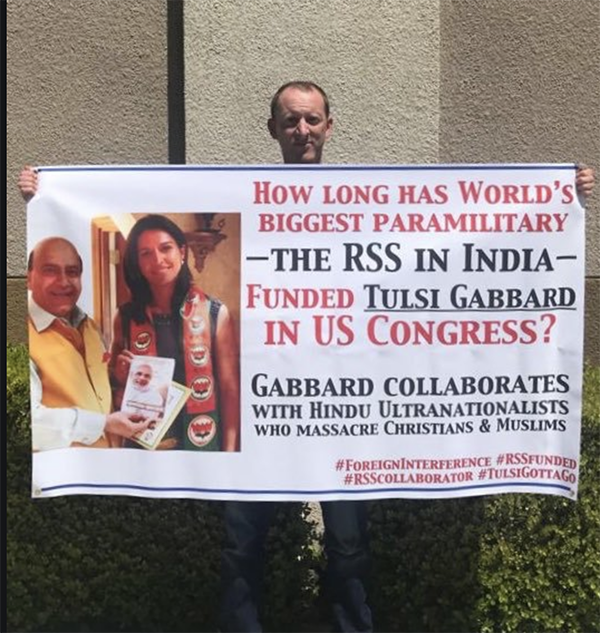 HOW LONG HAS WORLD'S
BIGGEST PARAMILITARY
—THE RSS IN INDIA—
FUNDED TULSI GABBARD
IN US CONGRESS?
GABBARD COLLABORATES
WITH HINDU ULTRANATIONALISTS
WHO MASSACRE CHRISTIANS & MUSLIMS
#FOREIGNINTERFERENCE #RSSFUNDED
#RSSCOLLABORATOR #TULSIGOTTAGO